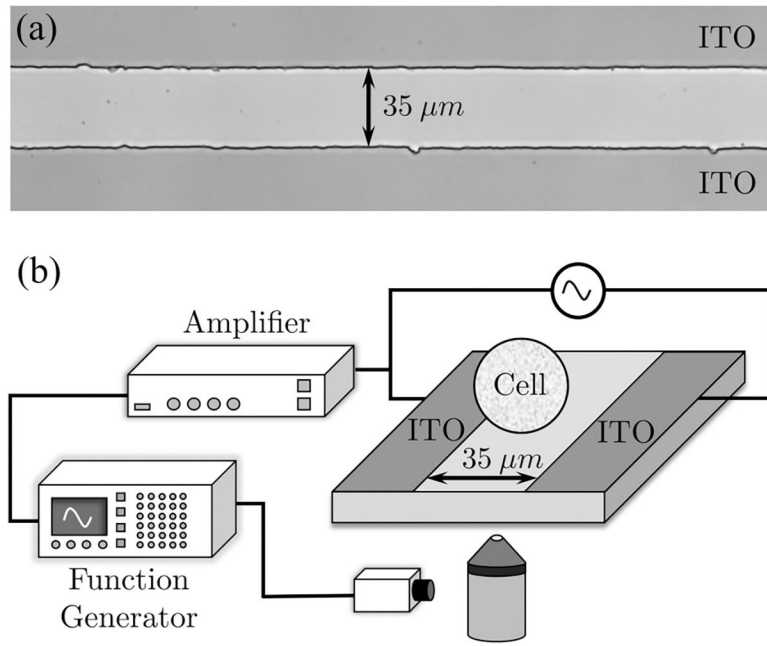 (a)
ITO
35 μm
ITO
(b)
Amplifier
Cell
ITO
ITO
35 μm
Function
Generator